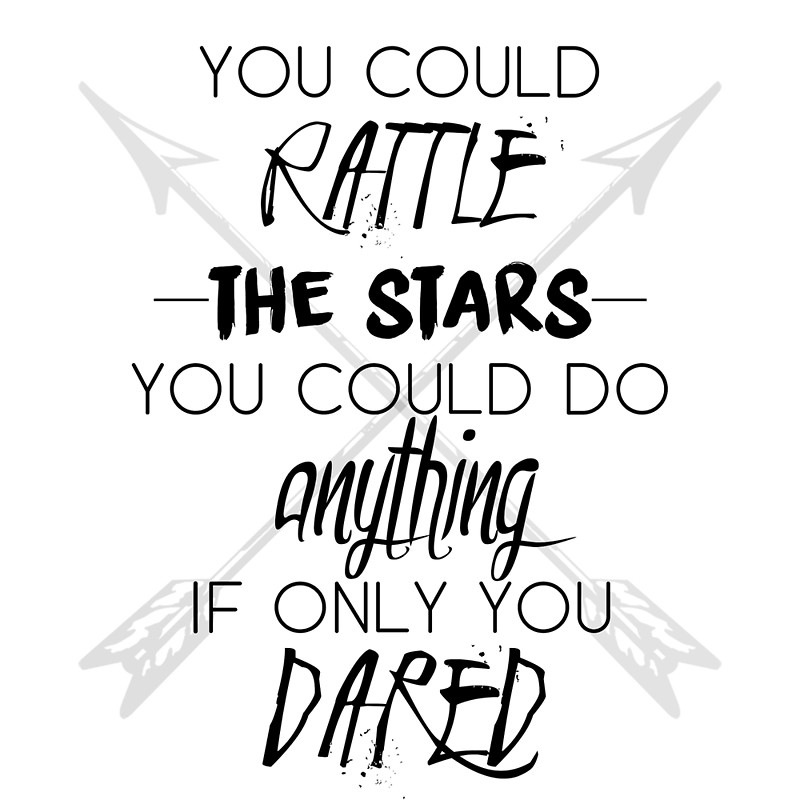 YOU COULD
RATTLE
THE STARS
YOU COULD DO
anything
IF ONLY YOU
DARED